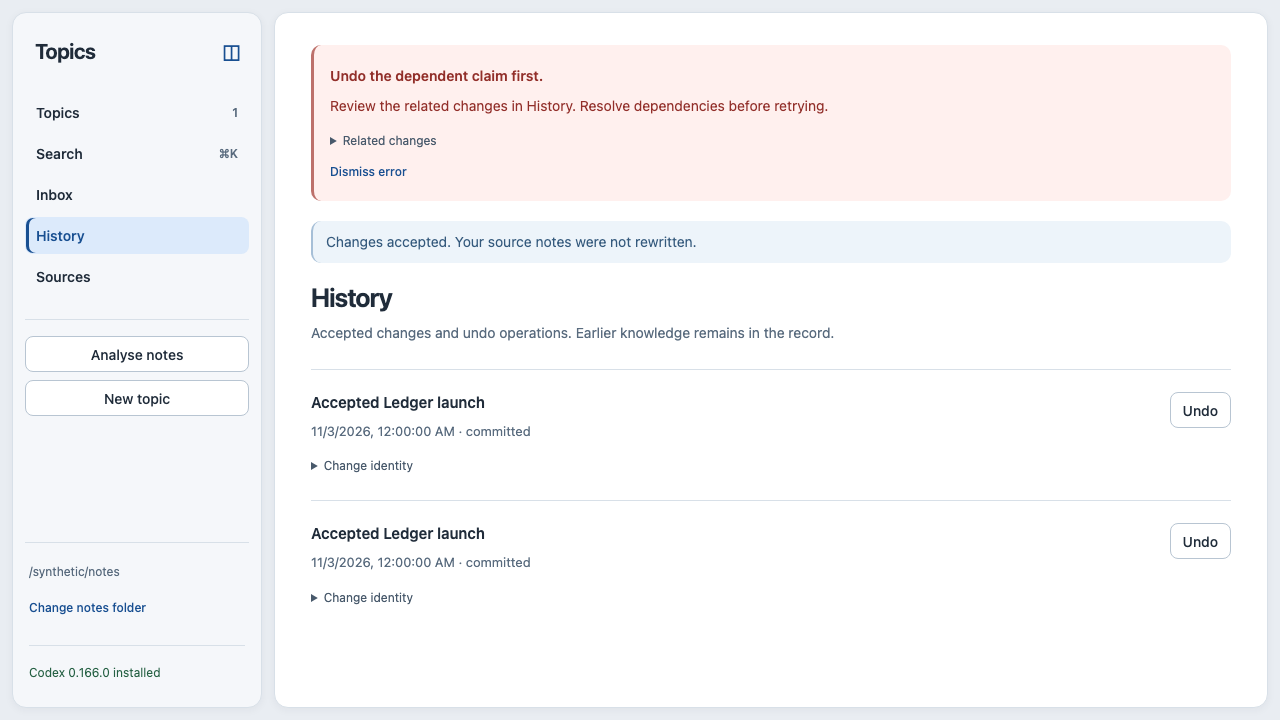 Topics
Topics 1
Search ⌘K
Inbox
History
Sources
Analyse notes
New topic
/synthetic/notes
Change notes folder
Codex 0.166.0 installed
Undo the dependent claim first.
Review the related changes in History. Resolve dependencies before retrying.
Related changes
Dismiss error
Changes accepted. Your source notes were not rewritten.
History
Accepted changes and undo operations. Earlier knowledge remains in the record.
Accepted Ledger launch
Undo
11/3/2026, 12:00:00 AM · committed
Change identity
Accepted Ledger launch
Undo
11/3/2026, 12:00:00 AM · committed
Change identity